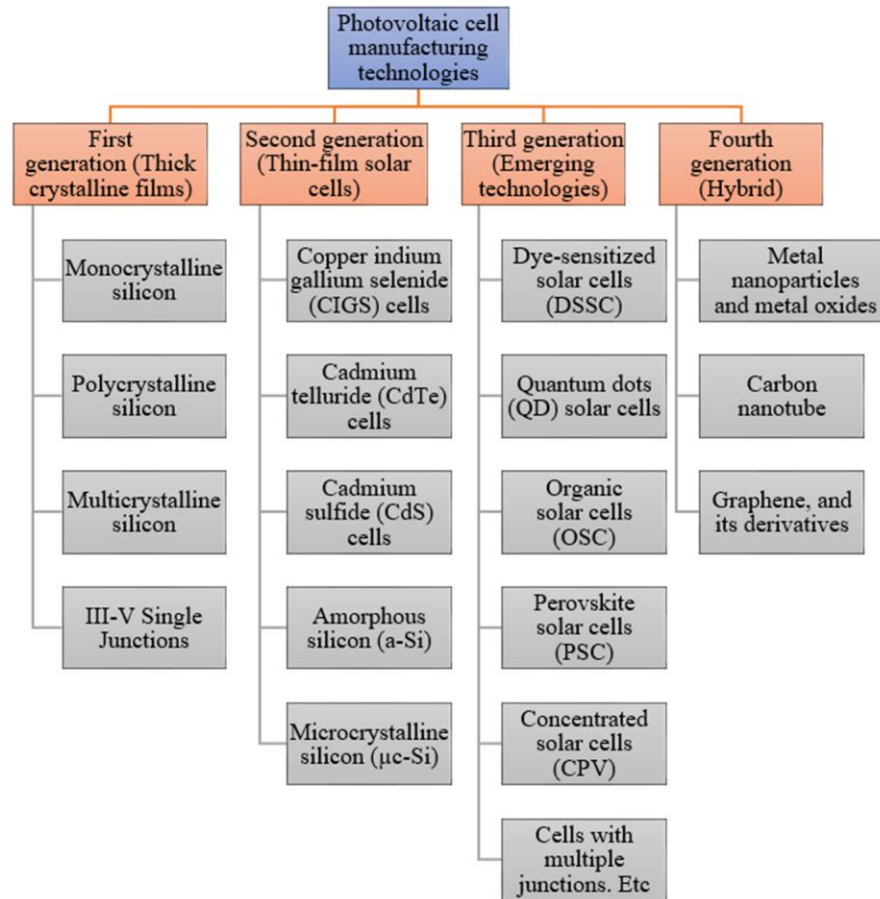 Photovoltaic cell
manufacturing
technologies
First
generation (Thick
crystalline films)
Second generation
(Thin-film solar
cells)
Third generation
(Emerging
technologies)
Fourth
generation
(Hybrid)
Monocrystalline
silicon
Polycrystalline
silicon
Multicrystalline
silicon
III-V Single
Junctions
Copper indium
gallium selenide
(CIGS) cells
Cadmium
telluride (CdTe)
cells
Cadmium
sulfide (CdS)
cells
Amorphous
silicon (a-Si)
Microcrystalline
silicon (μc-Si)
Dye-sensitized
solar cells
(DSSC)
Quantum dots
(QD) solar cells
Organic
solar cells
(OSC)
Perovskite
solar cells
(PSC)
Concentrated
solar cells
(CPV)
Cells with
multiple
junctions. Etc
Metal
nanoparticles
and metal oxides
Carbon
nanotube
Graphene, and
its derivatives